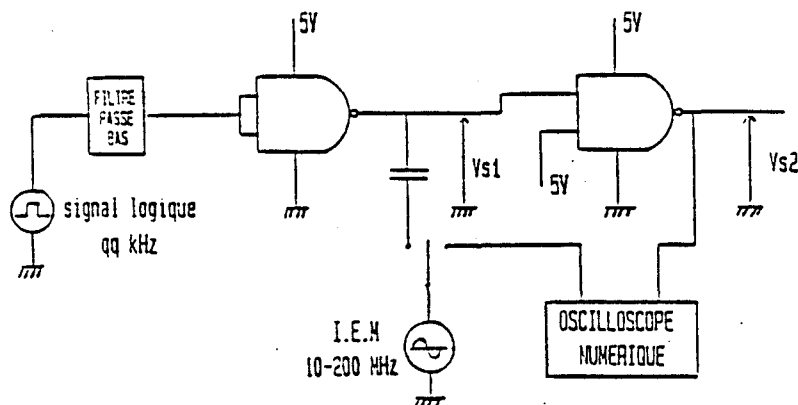 5V
5V
FILTRE
PASSE
BAS
Vs1
5V
Vs2
signal logique
qq kHz
I.E.M
10-200 MHz
OSCILLOSCOPE
NUMERIQUE